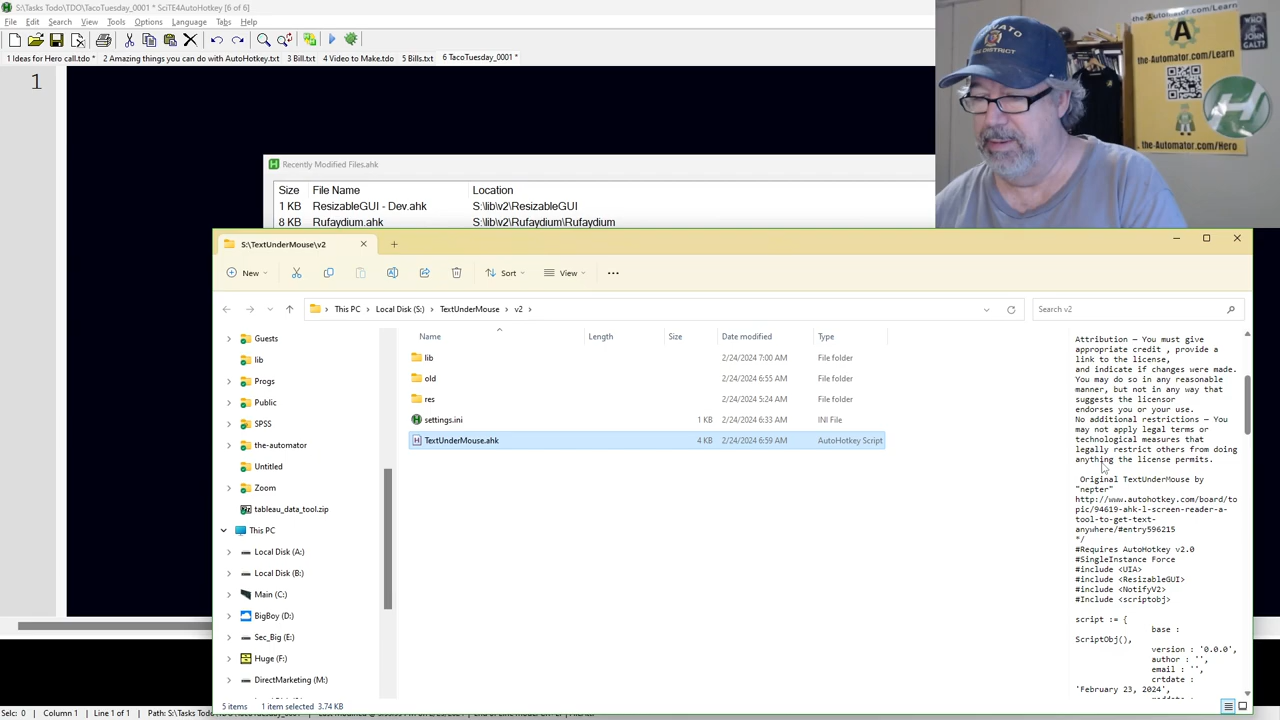 S:\Tasks Todo\TDO\TacoTuesday_0001 * SciTE4AutoHotkey [6 of 6]
File Edit Search View Tools Options Language Tabs Help
1 Ideas for Hero call.tdo * 2 Amazing things you can do with AutoHotkey.txt 3 Bill.txt 4 Video to Make.tdo 5 Bills.txt 6 TacoTuesday_0001 *
1
the-Automator.com/Learn
WHO IS JOHN GALT?
the-Automator.com/Hero
Recently Modified Files.ahk
Size File Name Location
1 KB ResizableGUI - Dev.ahk S:\lib\v2\ResizableGUI
8 KB Rufaydium.ahk S:\lib\v2\Rufaydium\Rufaydium
S:\TextUnderMouse\v2
New Sort View
This PC Local Disk (S:) TextUnderMouse v2
Search v2
Name Length Size Date modified Type
Guests
lib
Progs
Public
SPSS
the-automator
Untitled
Zoom
tableau_data_tool.zip
This PC
Local Disk (A:)
Local Disk (B:)
Main (C:)
BigBoy (D:)
Sec_Big (E:)
Huge (F:)
DirectMarketing (M:)
lib 2/24/2024 7:00 AM File folder
old 2/24/2024 6:55 AM File folder
res 2/24/2024 5:24 AM File folder
settings.ini 1 KB 2/24/2024 6:33 AM INI File
TextUnderMouse.ahk 4 KB 2/24/2024 6:59 AM AutoHotkey Script
Attribution — You must give
appropriate credit , provide a
link to the license,
and indicate if changes were made.
You may do so in any reasonable
manner, but not in any way that
suggests the licensor
endorses you or your use.
No additional restrictions — You
may not apply legal terms or
technological measures that
legally restrict others from doing
anything the license permits.
Original TextUnderMouse by
"nepter"
http://www.autohotkey.com/board/to
pic/94619-ahk-l-screen-reader-a-
tool-to-get-text-
anywhere/#entry596215
*/
#Requires AutoHotkey v2.0
#SingleInstance Force
#include <UIA>
#include <ResizableGUI>
#include <NotifyV2>
#Include <scriptobj>
script := {
base :
ScriptObj(),
version : '0.0.0',
author : '',
email : '',
crtdate :
'February 23, 2024',
5 items 1 item selected 3.74 KB
Selc: 0 Column 1 Line 1 of 1 Path: S:\Tasks